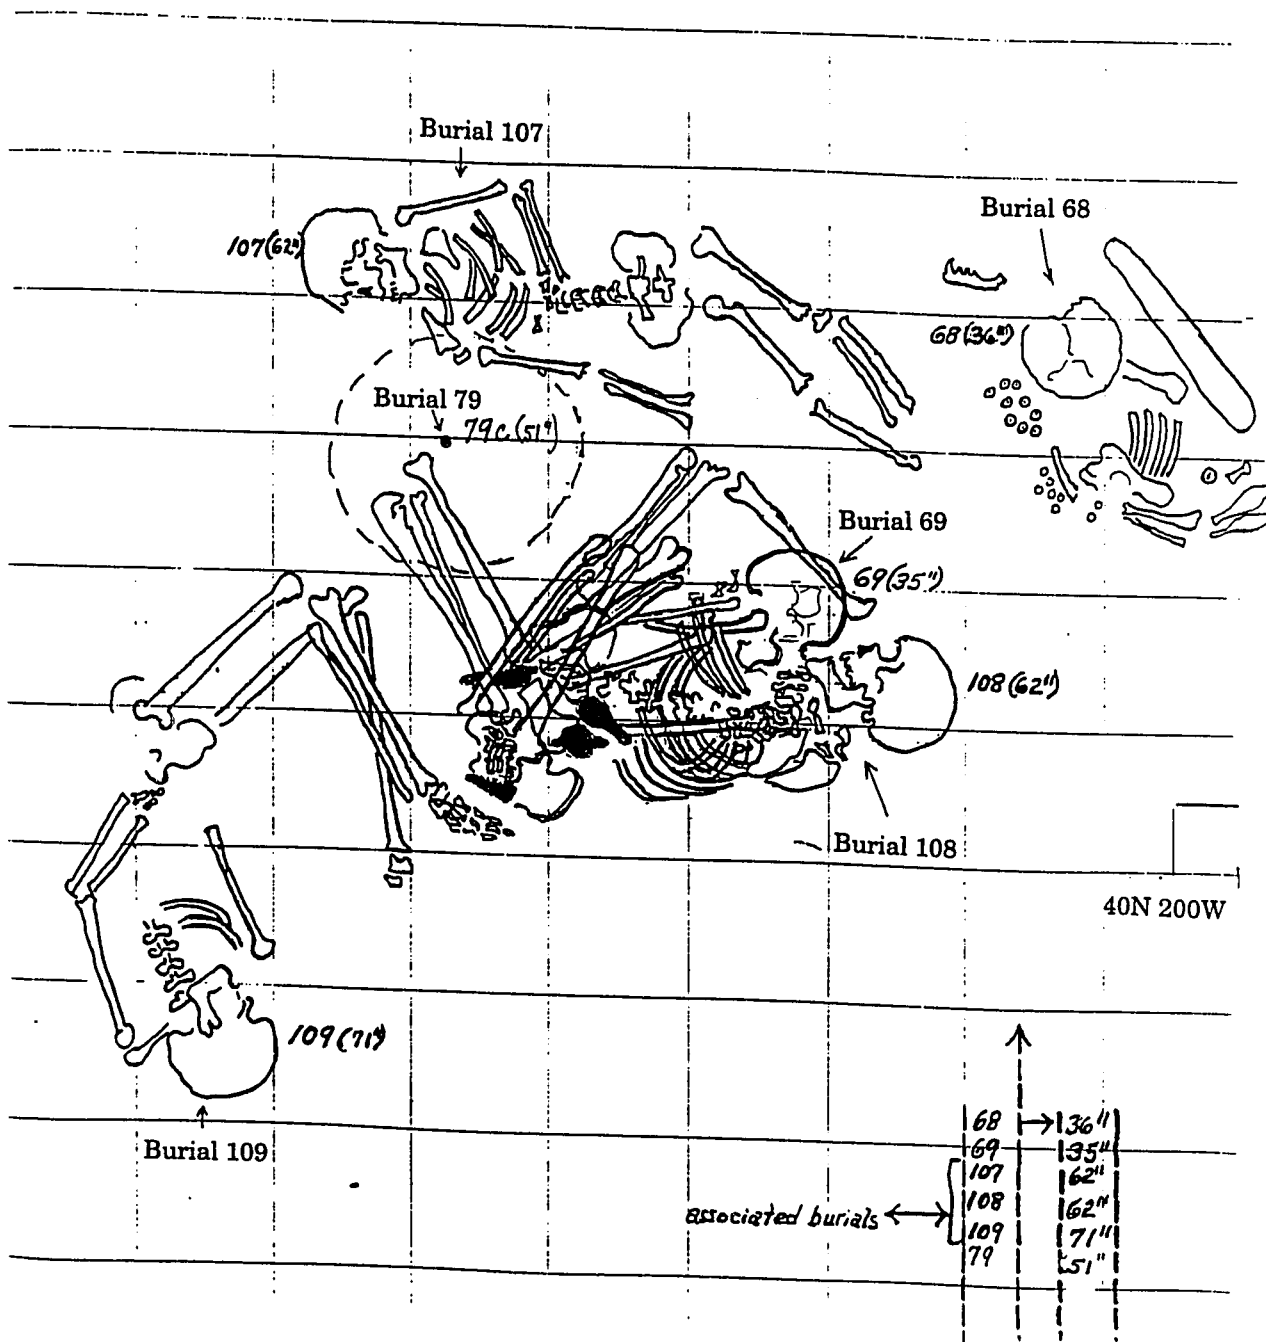 Burial 107
Burial 68
107(62")
68(36")
Burial 79
79c(51")
Burial 69
69(35")
108(62")
Burial 108
40N 200W
109(71")
Burial 109
68 36"
69 35"
107 62"
108 62"
associated burials
109 71"
79 51"